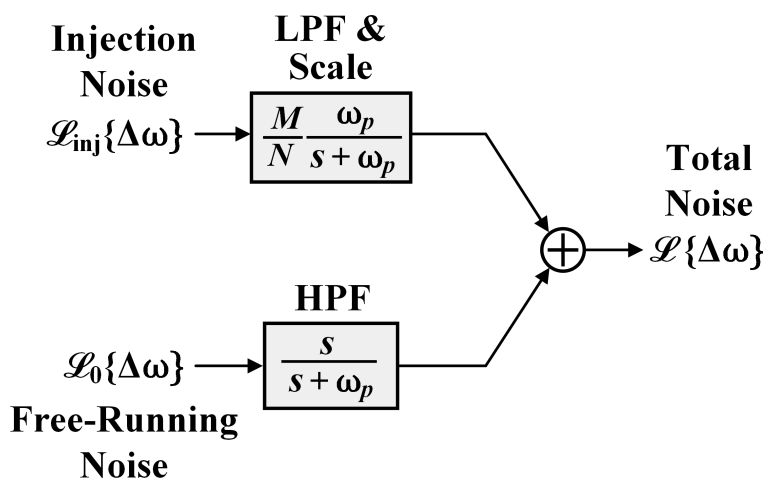 Injection
Noise
ℒinj{Δω}
LPF &
Scale
M/N ωp/(s + ωp)
Total
Noise
ℒ{Δω}
HPF
s/(s + ωp)
ℒ0{Δω}
Free-Running
Noise